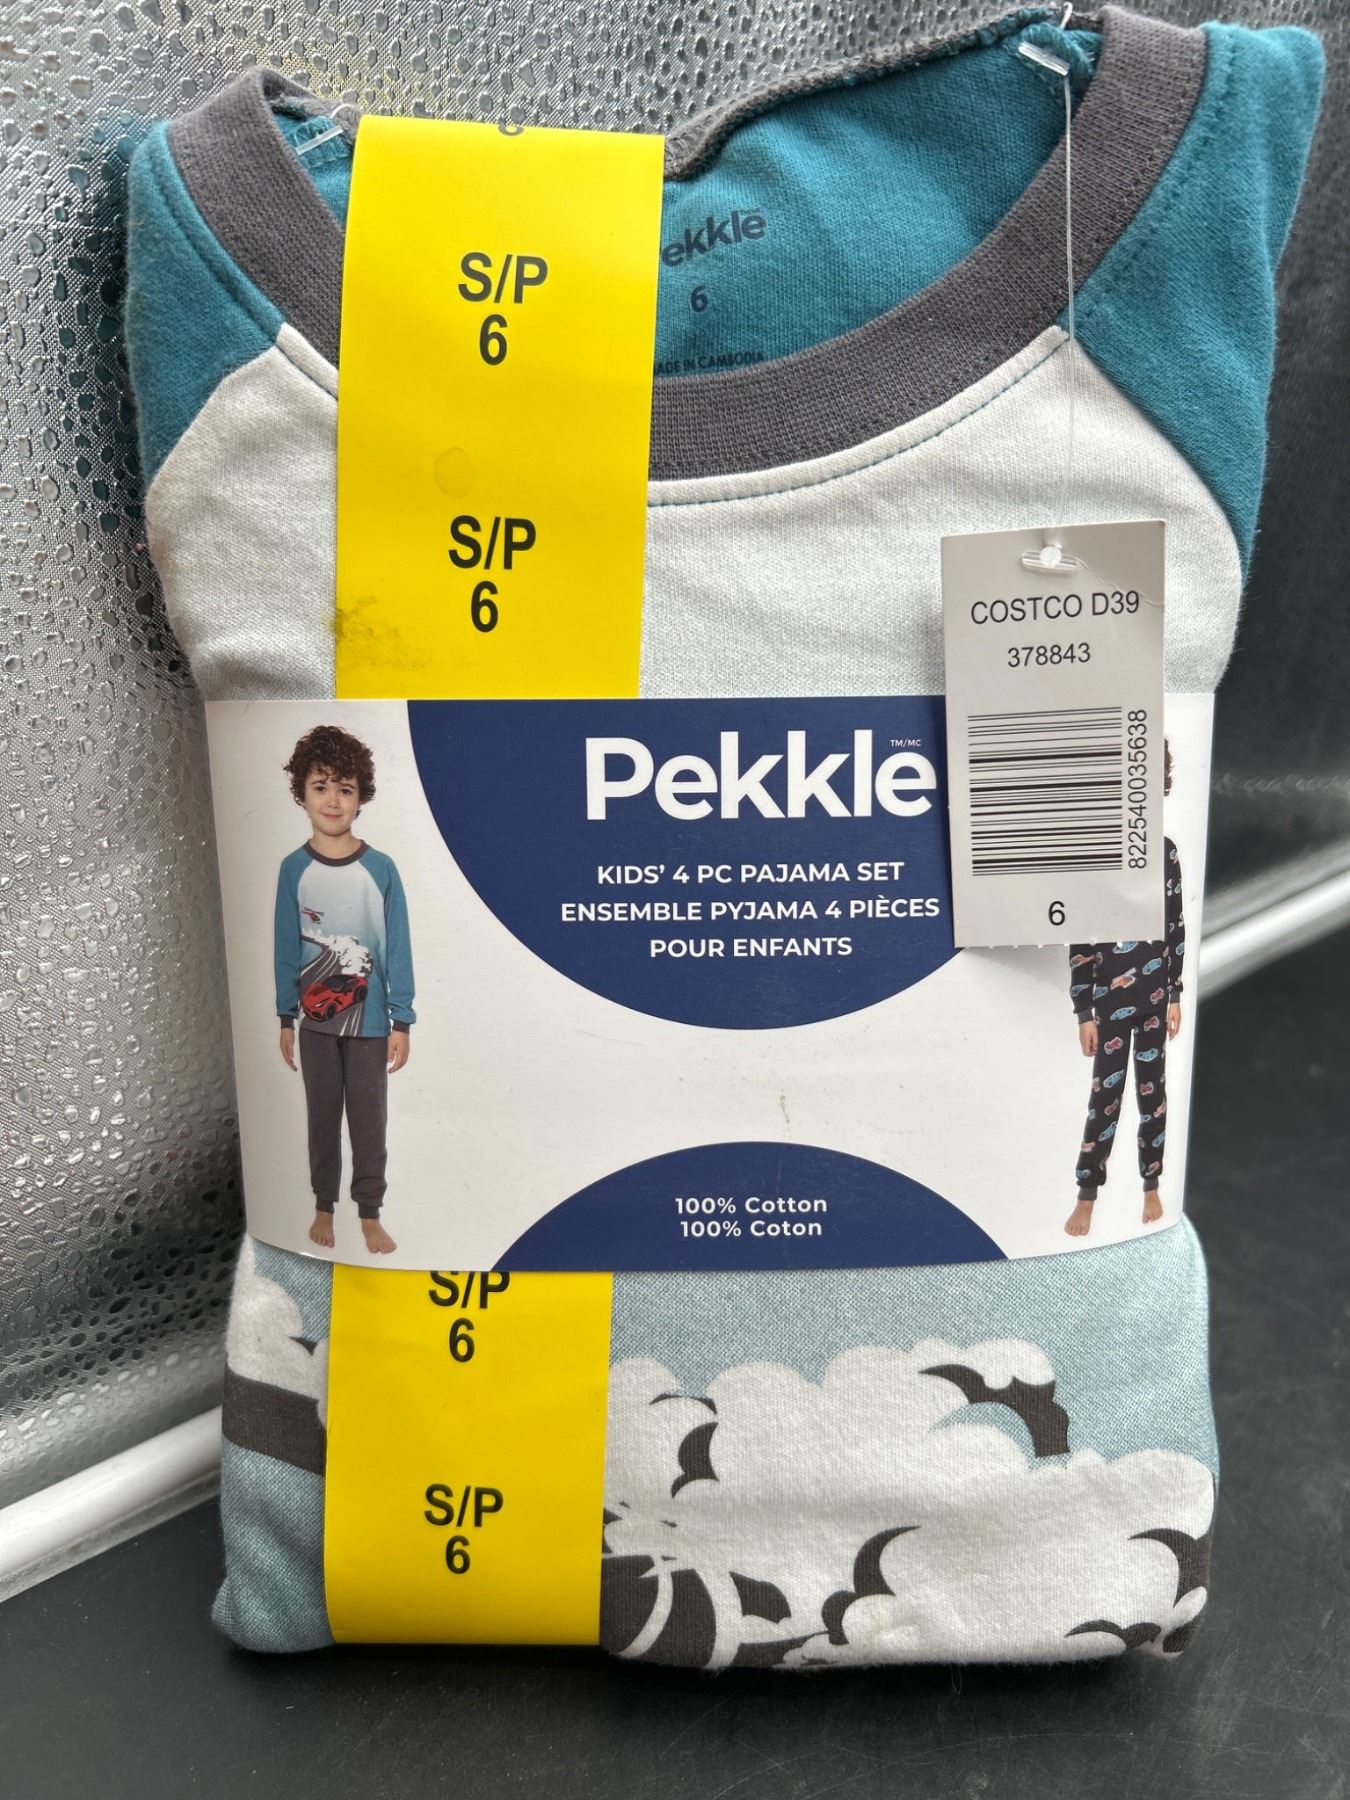 S/P
6
ekkle
6
MADE IN CAMBODIA
S/P
6
COSTCO D39
378843
822540035638
6
Pekkle TM/MC
KIDS' 4 PC PAJAMA SET
ENSEMBLE PYJAMA 4 PIÈCES
POUR ENFANTS
100% Cotton
100% Coton
S/P
6
S/P
6